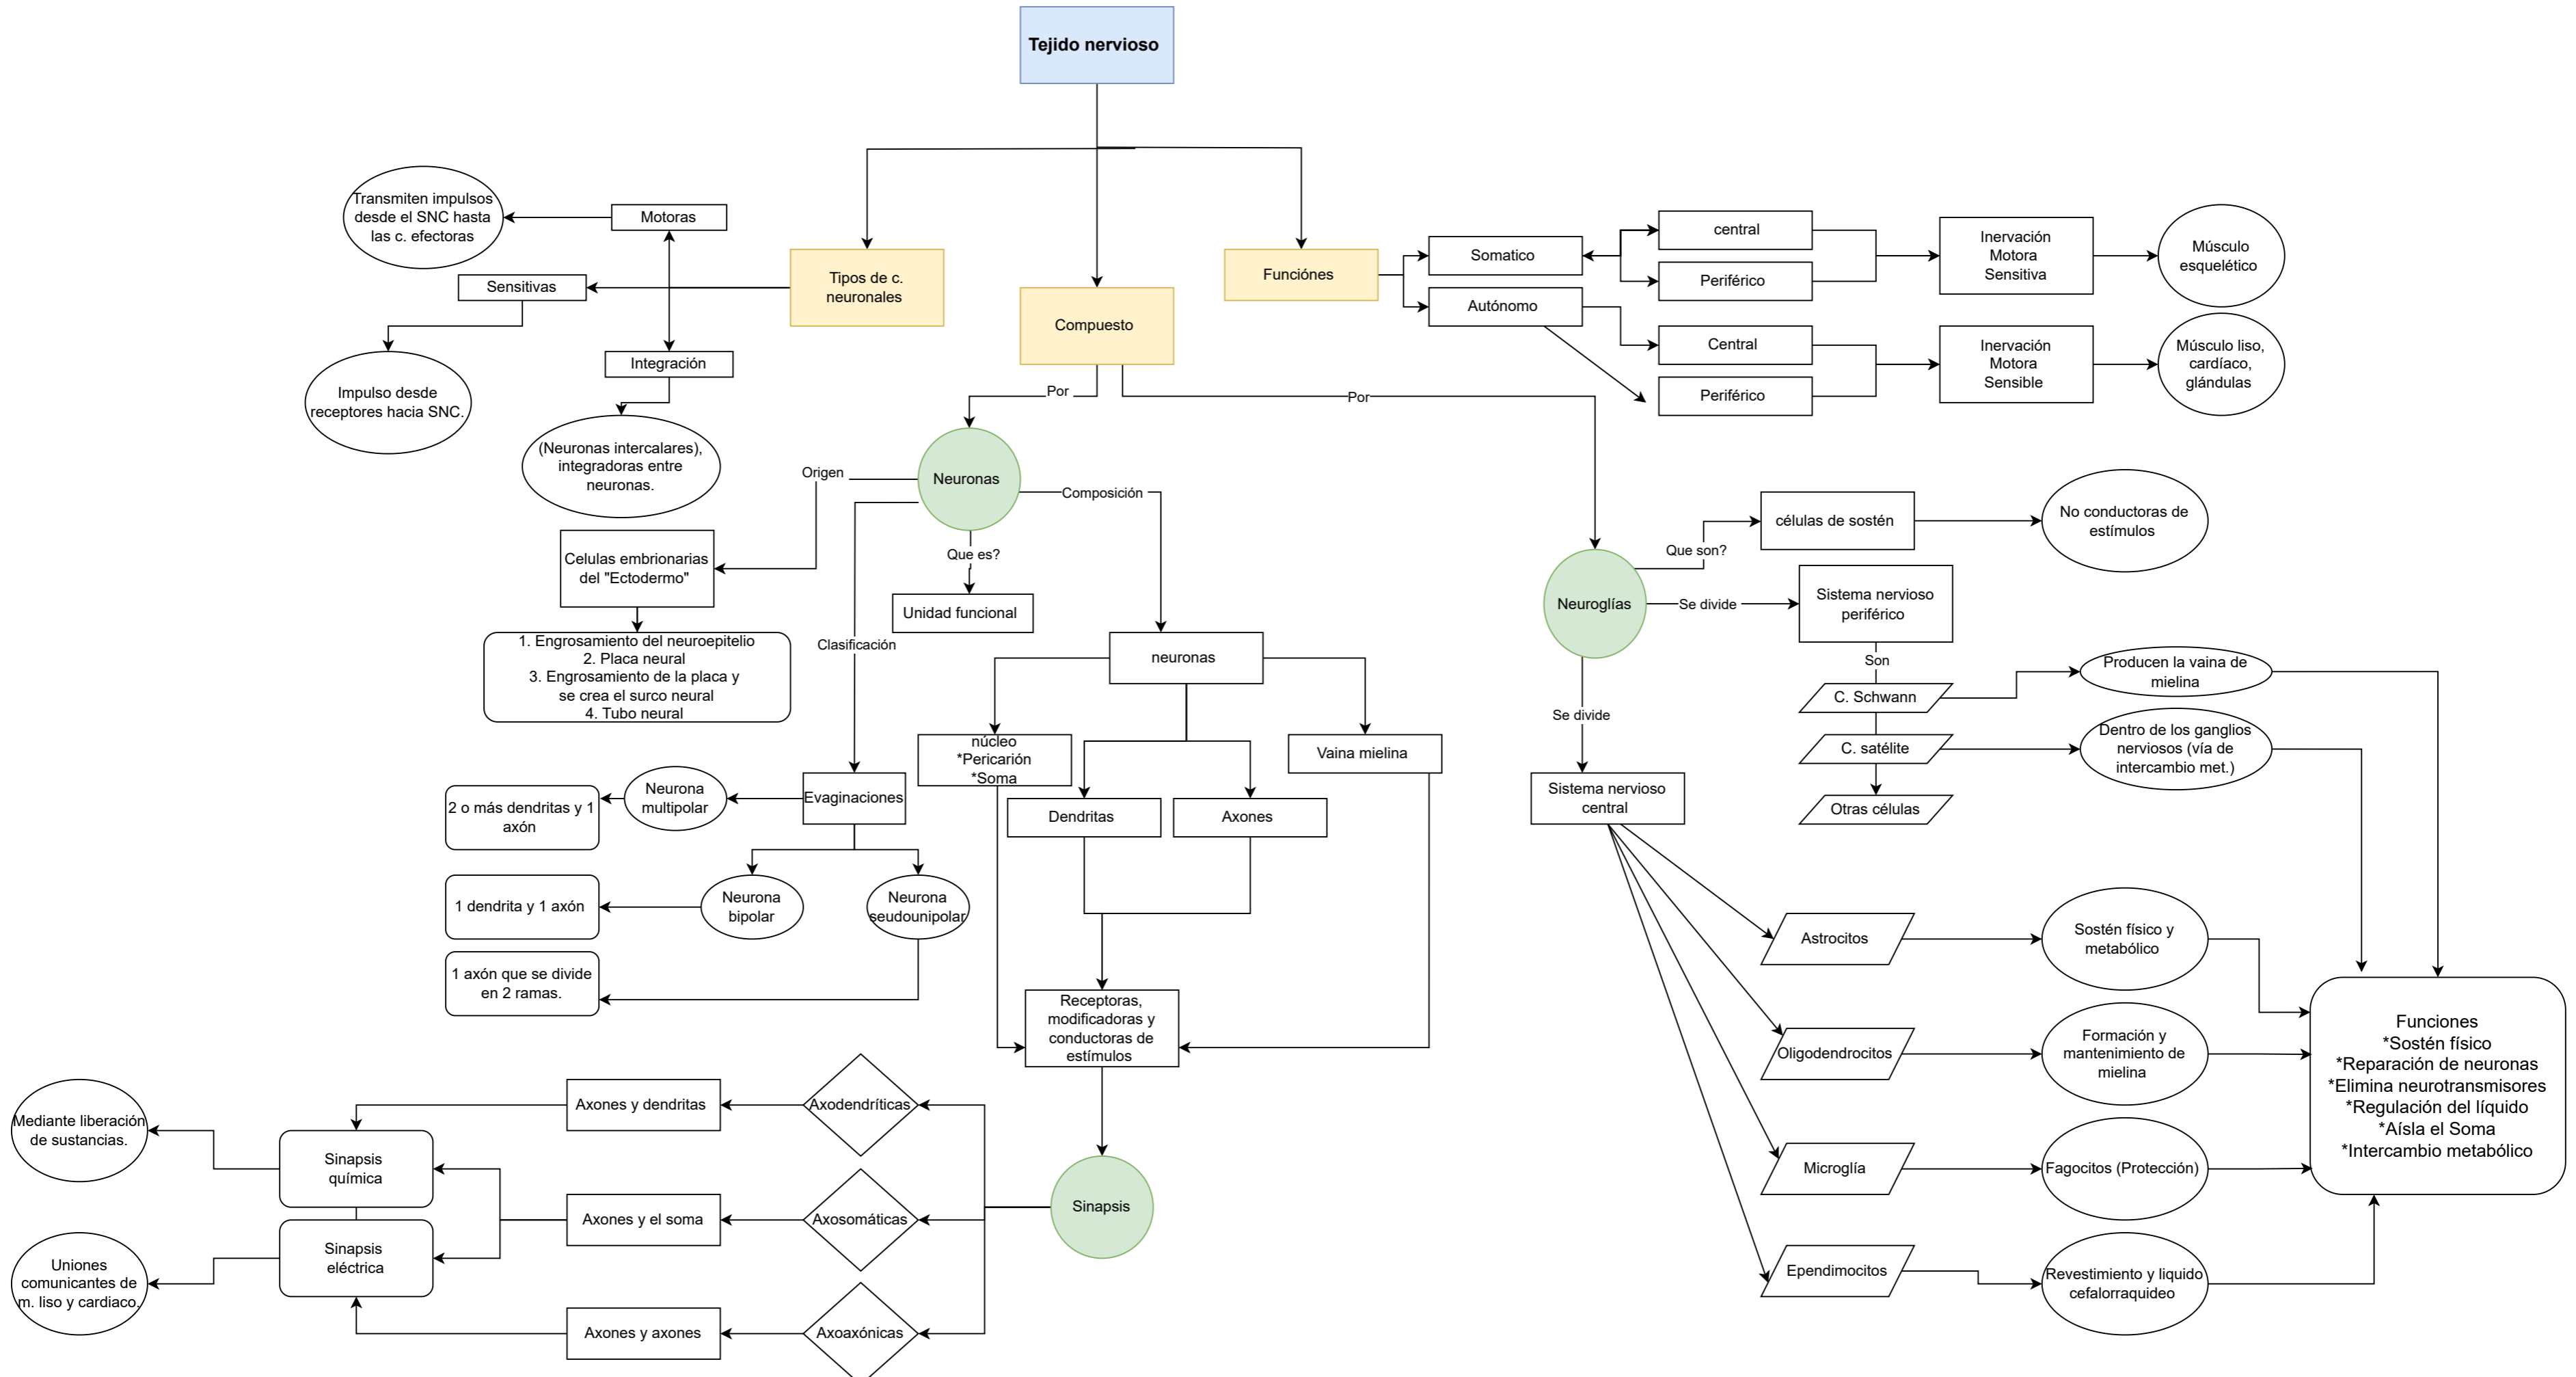 Tejido nervioso
Transmiten impulsos
desde el SNC hasta
las c. efectoras
Motoras
Sensitivas
Tipos de c.
neuronales
Impulso desde
receptores hacia SNC.
Integración
(Neuronas intercalares),
integradoras entre
neuronas.
Compuesto
Funciónes
Somatico
Autónomo
central
Periférico
Central
Periférico
Inervación
Motora
Sensitiva
Inervación
Motora
Sensible
Músculo
esquelético
Músculo liso,
cardíaco,
glándulas
Por
Por
Neuronas
Origen
Composición
Que es?
Clasificación
Celulas embrionarias
del "Ectodermo"
1. Engrosamiento del neuroepitelio
2. Placa neural
3. Engrosamiento de la placa y
se crea el surco neural
4. Tubo neural
Unidad funcional
neuronas
núcleo
*Pericarión
*Soma
Dendritas
Axones
Vaina mielina
Evaginaciones
Neurona
multipolar
2 o más dendritas y 1
axón
Neurona
bipolar
1 dendrita y 1 axón
Neurona
seudounipolar
1 axón que se divide
en 2 ramas.
Receptoras,
modificadoras y
conductoras de
estímulos
Sinapsis
Axodendríticas
Axosomáticas
Axoaxónicas
Axones y dendritas
Axones y el soma
Axones y axones
Sinapsis
química
Sinapsis
eléctrica
Mediante liberación
de sustancias.
Uniones
comunicantes de
m. liso y cardiaco.
Neuroglías
Que son?
células de sostén
No conductoras de
estímulos
Se divide
Sistema nervioso
periférico
Son
C. Schwann
C. satélite
Otras células
Producen la vaina de
mielina
Dentro de los ganglios
nerviosos (vía de
intercambio met.)
Se divide
Sistema nervioso
central
Astrocitos
Oligodendrocitos
Microglía
Ependimocitos
Sostén físico y
metabólico
Formación y
mantenimiento de
mielina
Fagocitos (Protección)
Revestimiento y liquido
cefalorraquideo
Funciones
*Sostén físico
*Reparación de neuronas
*Elimina neurotransmisores
*Regulación del líquido
*Aísla el Soma
*Intercambio metabólico